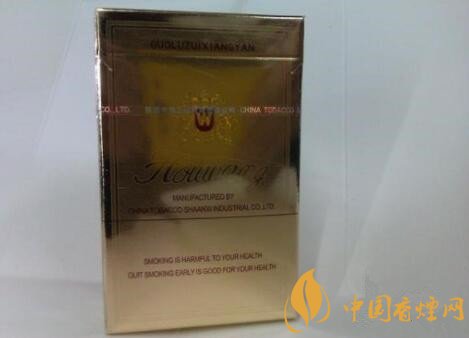 GUOLUZUIXIANGYAN
CO.,LTD. CHINA TOBACCO
Houwang
MANUFACTURED BY
CHINA TOBACCO SHAANXI INDUSTRIAL CO.,LTD.
SMOKING IS HARMFUL TO YOUR HEALTH
QUIT SMOKING EARLY IS GOOD FOR YOUR HEALTH
中国香烟网